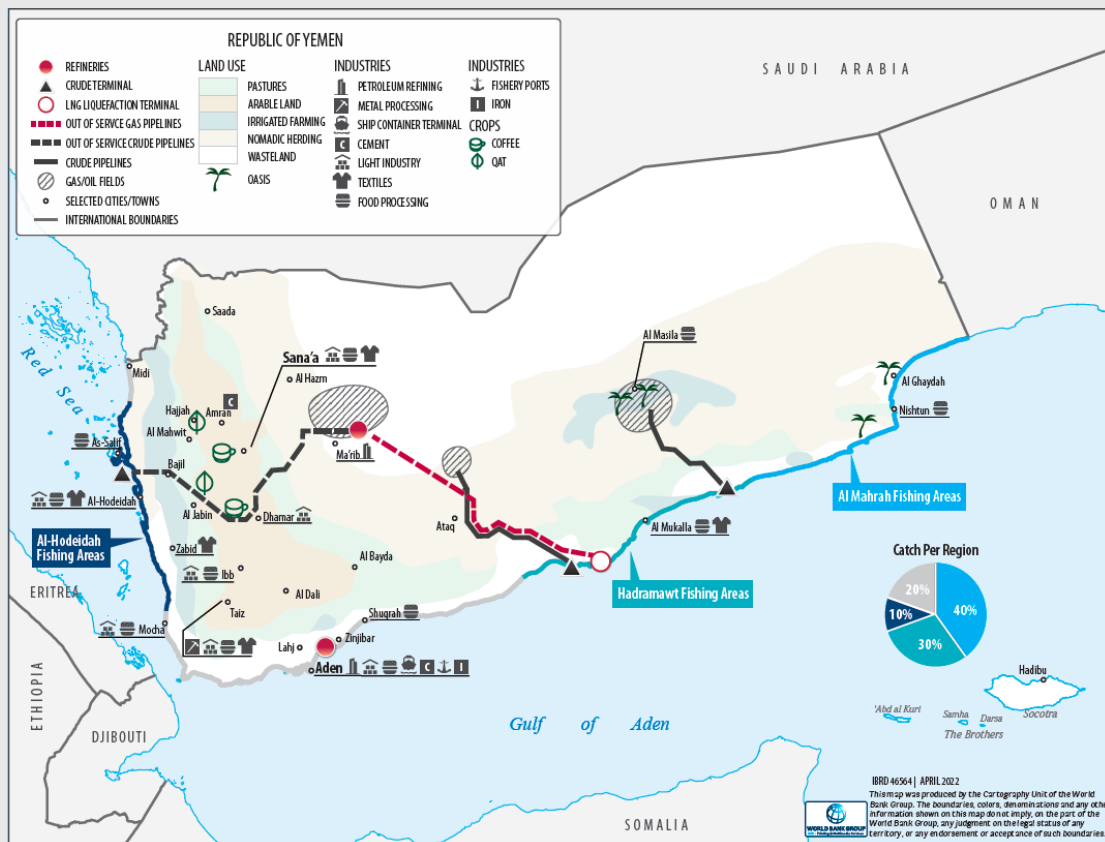 REPUBLIC OF YEMEN
REFINERIES
CRUDE TERMINAL
LNG LIQUEFACTION TERMINAL
OUT OF SERVCE GAS PIPELINES
OUT OF SERVICE CRUDE PIPELINES
CRUDE PIPELINES
GAS/OIL FIELDS
SELECTED CITIES/TOWNS
INTERNATIONAL BOUNDARIES
LAND USE
PASTURES
ARABLE LAND
IRRIGATED FARMING
NOMADIC HERDING
WASTELAND
OASIS
INDUSTRIES
PETROLEUM REFINING
METAL PROCESSING
SHIP CONTAINER TERMINAL
C CEMENT
LIGHT INDUSTRY
TEXTILES
FOOD PROCESSING
INDUSTRIES
FISHERY PORTS
I IRON
CROPS
COFFEE
QAT
SAUDI ARABIA
OMAN
Red Sea
Saada
Midi
Sana'a
Al Hazm
Hajjah
Amran
C
Al Mahwit
As-Salif
Bajil
Ma'rib
Al Masila
Al Ghaydah
Nishtun
Al-Hodeidah
Al Jabin
Dhamar
Ataq
Al Mukalla
Al Mahrah Fishing Areas
Al-Hodeidah
Fishing Areas
Zabid
Ibb
Al Bayda
Hadramawt Fishing Areas
ERITREA
Al Dali
Taiz
Shuqrah
Mocha
Zinjibar
Lahj
Aden C I
Catch Per Region
20%
40%
10%
30%
Hadibu
ETHIOPIA
DJIBOUTI
Gulf of Aden
'Abd al Kuri
Samha
Darsa
Socotra
The Brothers
SOMALIA
IBRD 46564 | APRIL 2022
This map was produced by the Cartography Unit of the World
Bank Group. The boundaries, colors, denominations and any othe
information shown on this map do not imply, on the part of the
World Bank Group, any judgment on the legal status of any
territory, or any endorsement or acceptance of such boundaries.
WORLD BANK GROUP